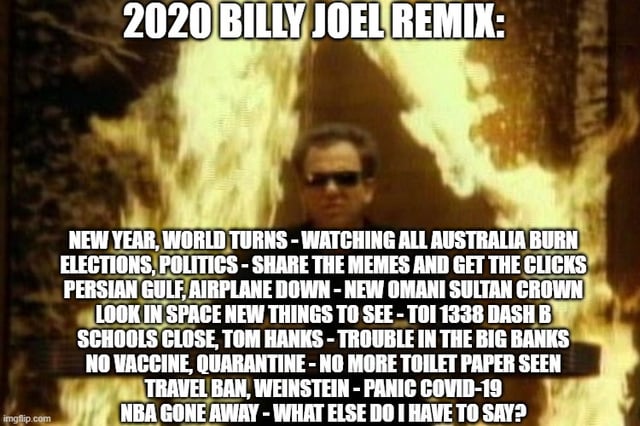 2020 BILLY JOEL REMIX:
NEW YEAR, WORLD TURNS - WATCHING ALL AUSTRALIA BURN
ELECTIONS, POLITICS - SHARE THE MEMES AND GET THE CLICKS
PERSIAN GULF, AIRPLANE DOWN - NEW OMANI SULTAN CROWN
LOOK IN SPACE NEW THINGS TO SEE - TOI 1338 DASH B
SCHOOLS CLOSE, TOM HANKS - TROUBLE IN THE BIG BANKS
NO VACCINE, QUARANTINE - NO MORE TOILET PAPER SEEN
TRAVEL BAN, WEINSTEIN - PANIC COVID-19
NBA GONE AWAY - WHAT ELSE DO I HAVE TO SAY?
imgflip.com